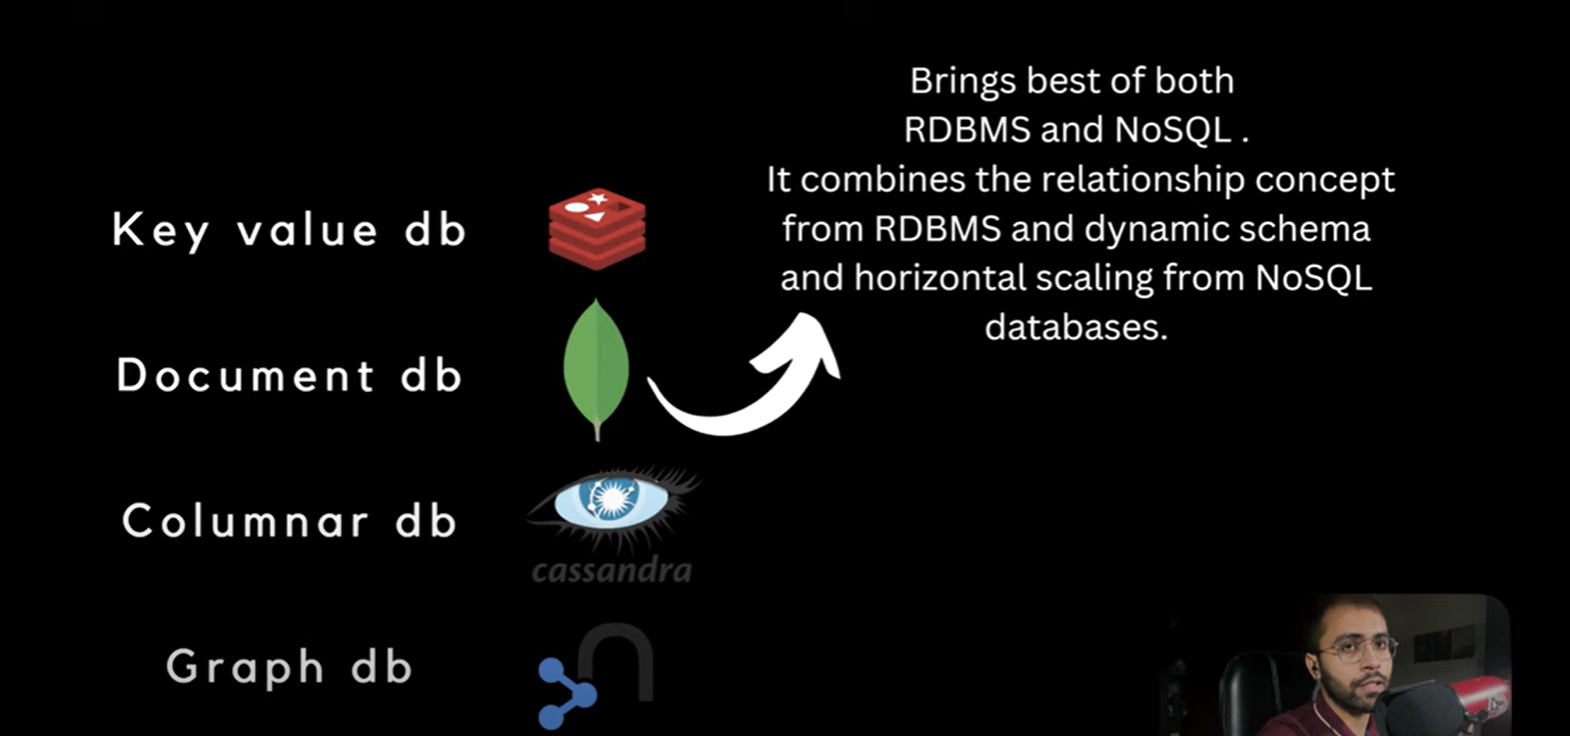 Brings best of both
RDBMS and NoSQL .
It combines the relationship concept
from RDBMS and dynamic schema
and horizontal scaling from NoSQL
databases.
Key value db
Document db
Columnar db
cassandra
Graph db